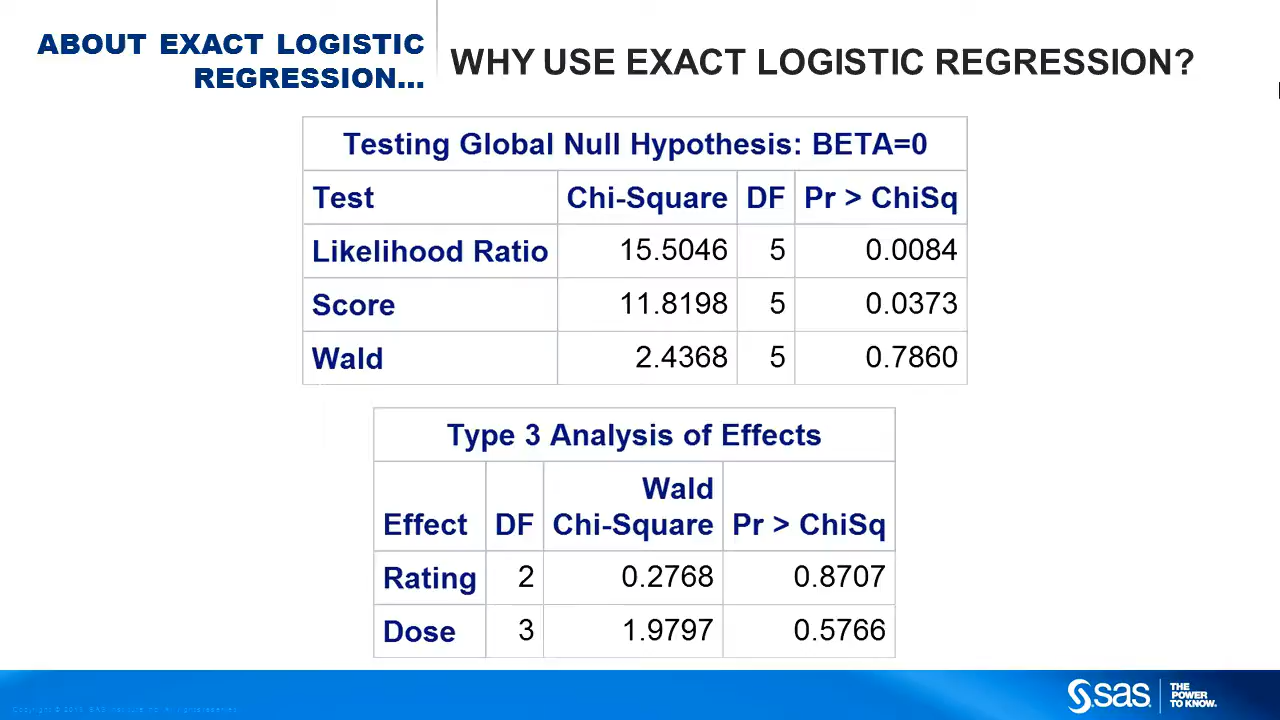 ABOUT EXACT LOGISTIC
REGRESSION...
WHY USE EXACT LOGISTIC REGRESSION?
Testing Global Null Hypothesis: BETA=0
Test Chi-Square DF Pr > ChiSq
Likelihood Ratio 15.5046 5 0.0084
Score 11.8198 5 0.0373
Wald 2.4368 5 0.7860
Type 3 Analysis of Effects
Wald
Effect DF Chi-Square Pr > ChiSq
Rating 2 0.2768 0.8707
Dose 3 1.9797 0.5766
sas
THE
POWER
TO KNOW.